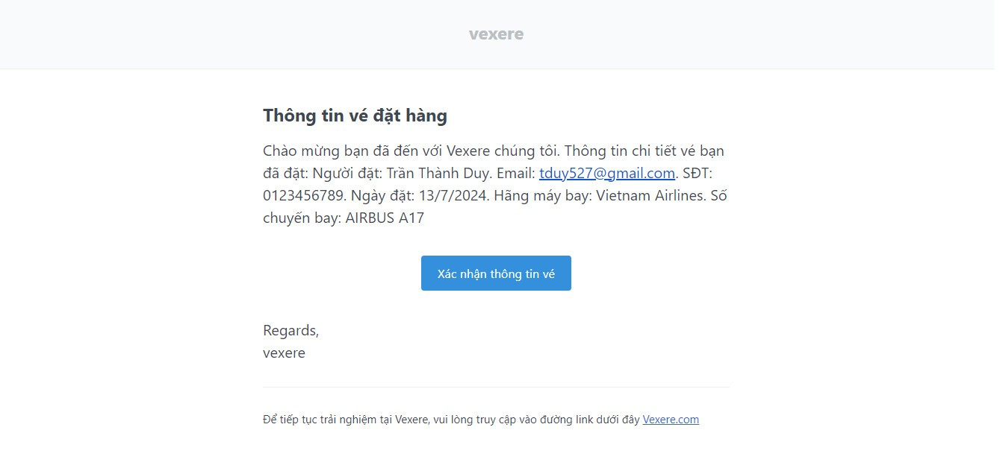 vexere
Thông tin vé đặt hàng
Chào mừng bạn đã đến với Vexere chúng tôi. Thông tin chi tiết vé bạn
đã đặt: Người đặt: Trần Thành Duy. Email: tduy527@gmail.com. SĐT:
0123456789. Ngày đặt: 13/7/2024. Hãng máy bay: Vietnam Airlines. Số
chuyến bay: AIRBUS A17
Xác nhận thông tin vé
Regards,
vexere
Để tiếp tục trải nghiệm tại Vexere, vui lòng truy cập vào đường link dưới đây Vexere.com